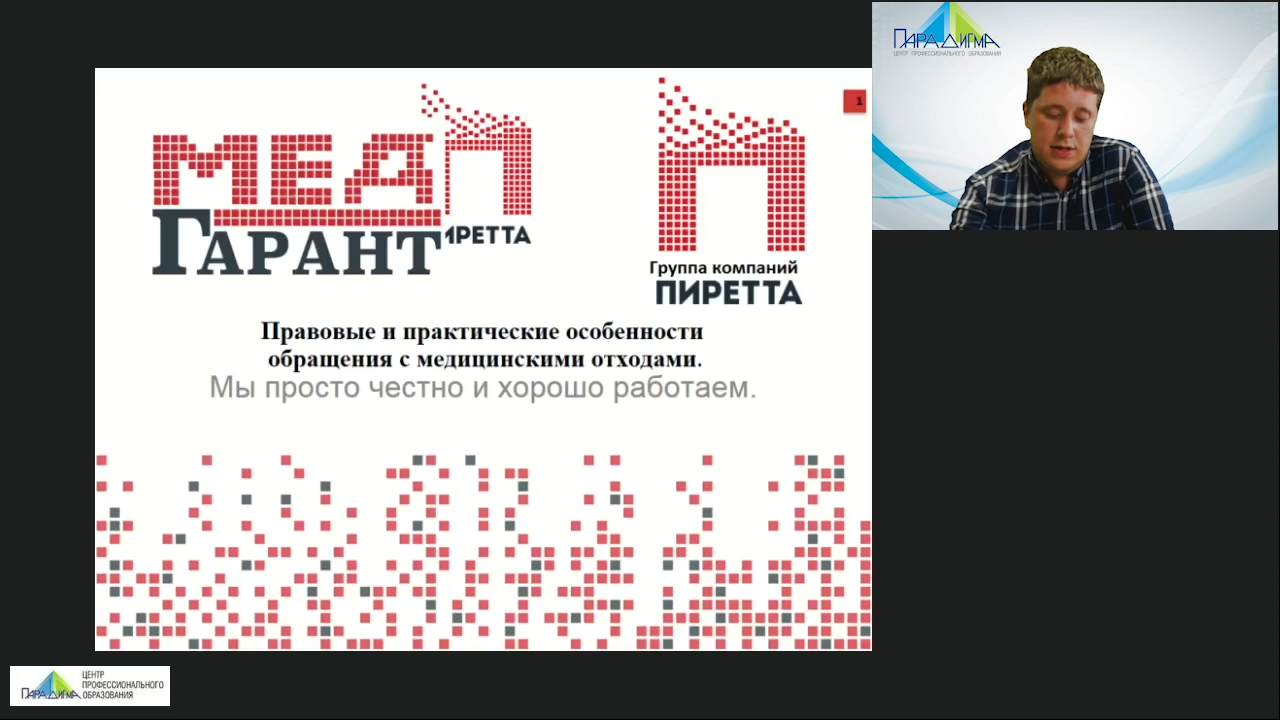 МЕД
ГАРАНТ
ИРЕТТА
1
Группа компаний
ПИРЕТТА
Правовые и практические особенности
обращения с медицинскими отходами.
Мы просто честно и хорошо работаем.
ПАРАДИГМА
ЦЕНТР ПРОФЕССИОНАЛЬНОГО ОБРАЗОВАНИЯ
ПАРАДИГМА
ЦЕНТР
ПРОФЕССИОНАЛЬНОГО
ОБРАЗОВАНИЯ